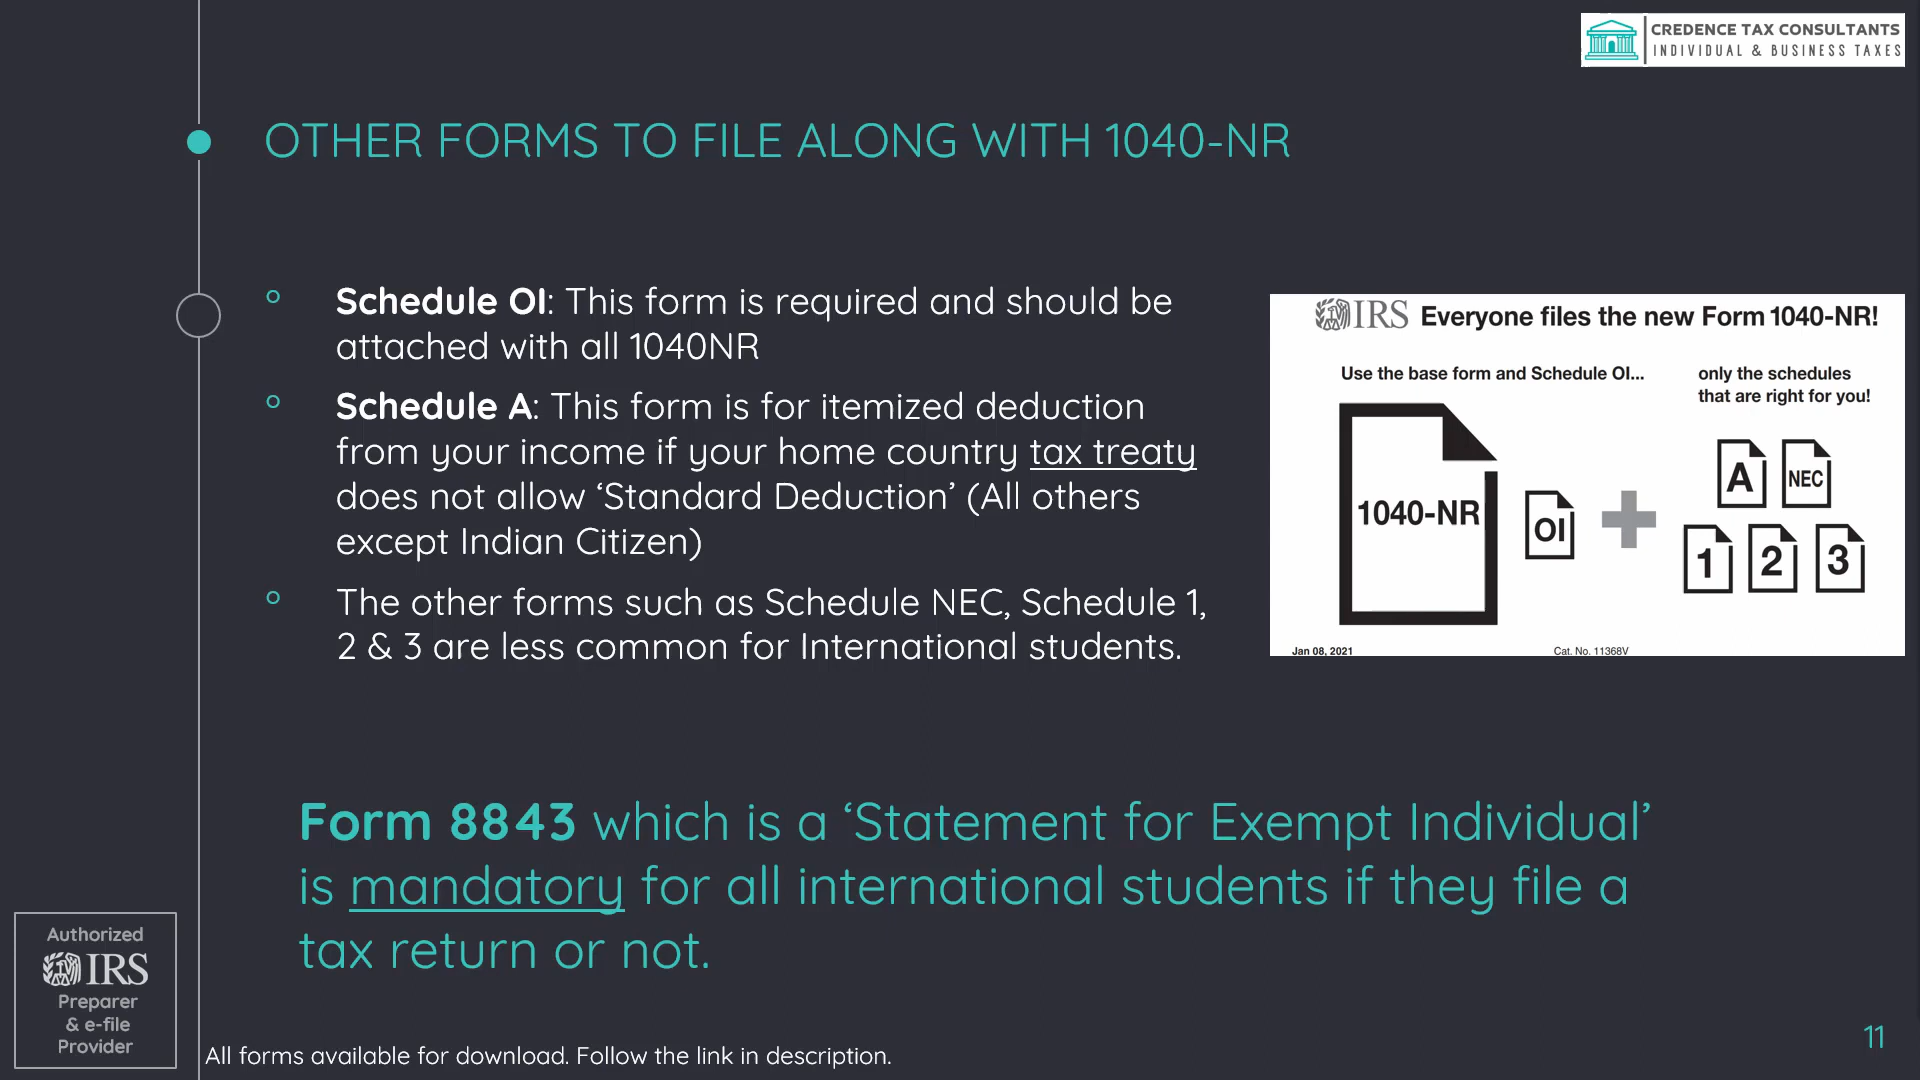 CREDENCE TAX CONSULTANTS
INDIVIDUAL & BUSINESS TAXES
OTHER FORMS TO FILE ALONG WITH 1040-NR
Schedule OI: This form is required and should be
attached with all 1040NR
Schedule A: This form is for itemized deduction
from your income if your home country tax treaty
does not allow ‘Standard Deduction’ (All others
except Indian Citizen)
The other forms such as Schedule NEC, Schedule 1,
2 & 3 are less common for International students.
IRS Everyone files the new Form 1040-NR!
Use the base form and Schedule OI...
only the schedules
that are right for you!
1040-NR
OI
A
NEC
1
2
3
Jan 08, 2021
Cat. No. 11368V
Form 8843 which is a ‘Statement for Exempt Individual’
is mandatory for all international students if they file a
tax return or not.
Authorized
IRS
Preparer
& e-file
Provider
All forms available for download. Follow the link in description.
11